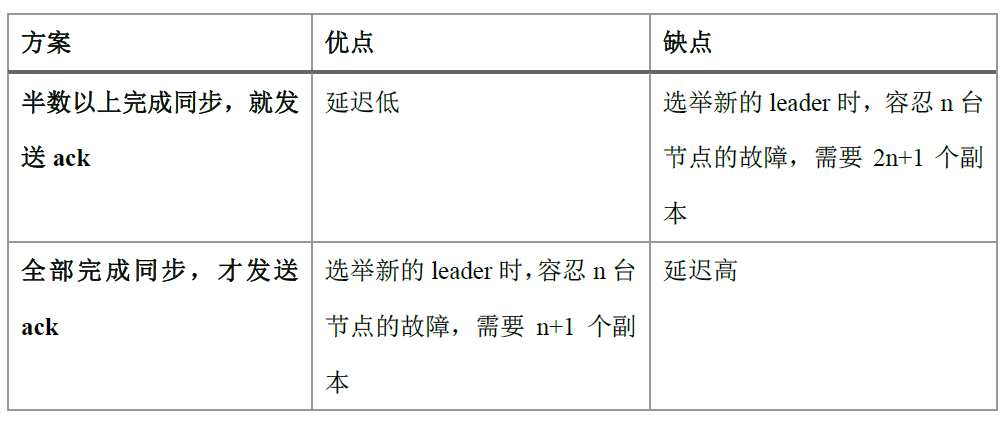 方案 优点 缺点
半数以上完成同步，就发 延迟低 选举新的 leader 时，容忍 n 台
送 ack 节点的故障，需要 2n+1 个副
本
全部完成同步，才发送 选举新的 leader 时，容忍 n 台 延迟高
ack 节点的故障，需要 n+1 个副
本